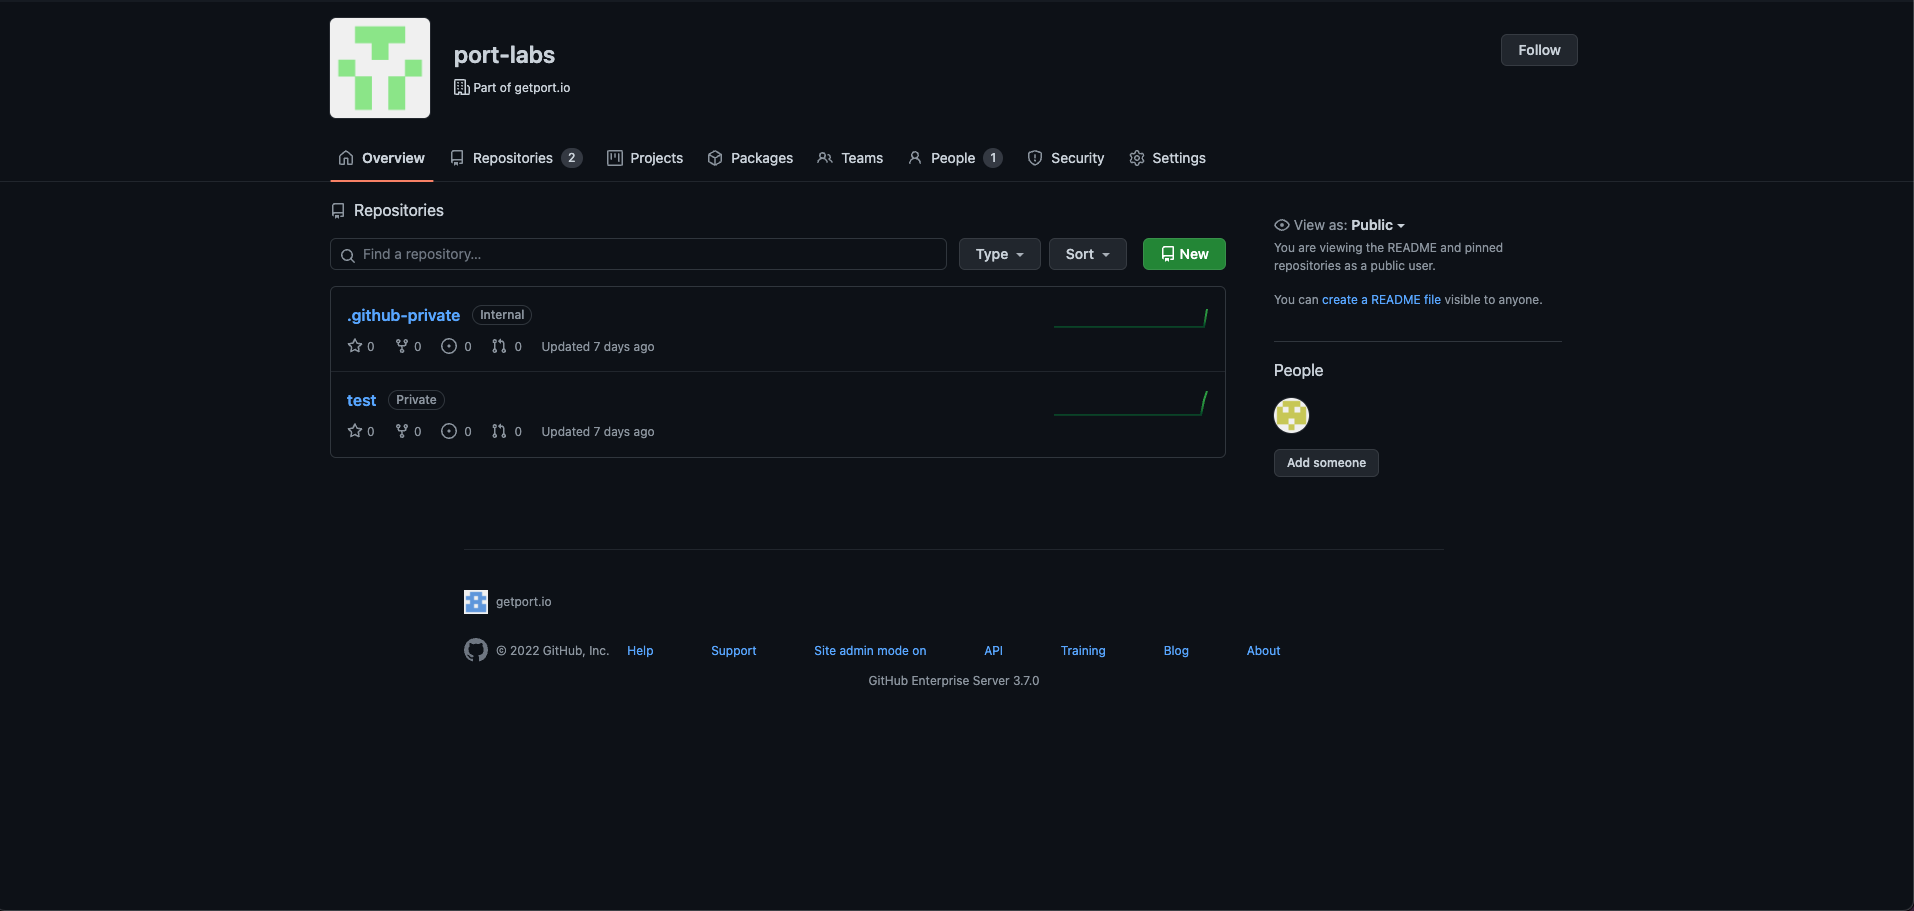 port-labs
Follow
Part of getport.io
Overview Repositories 2 Projects Packages Teams People 1 Security Settings
Repositories
Find a repository... Type Sort New
.github-private Internal
0 0 0 0 Updated 7 days ago
test Private
0 0 0 0 Updated 7 days ago
View as: Public
You are viewing the README and pinned
repositories as a public user.
You can create a README file visible to anyone.
People
Add someone
getport.io
© 2022 GitHub, Inc. Help Support Site admin mode on API Training Blog About
GitHub Enterprise Server 3.7.0